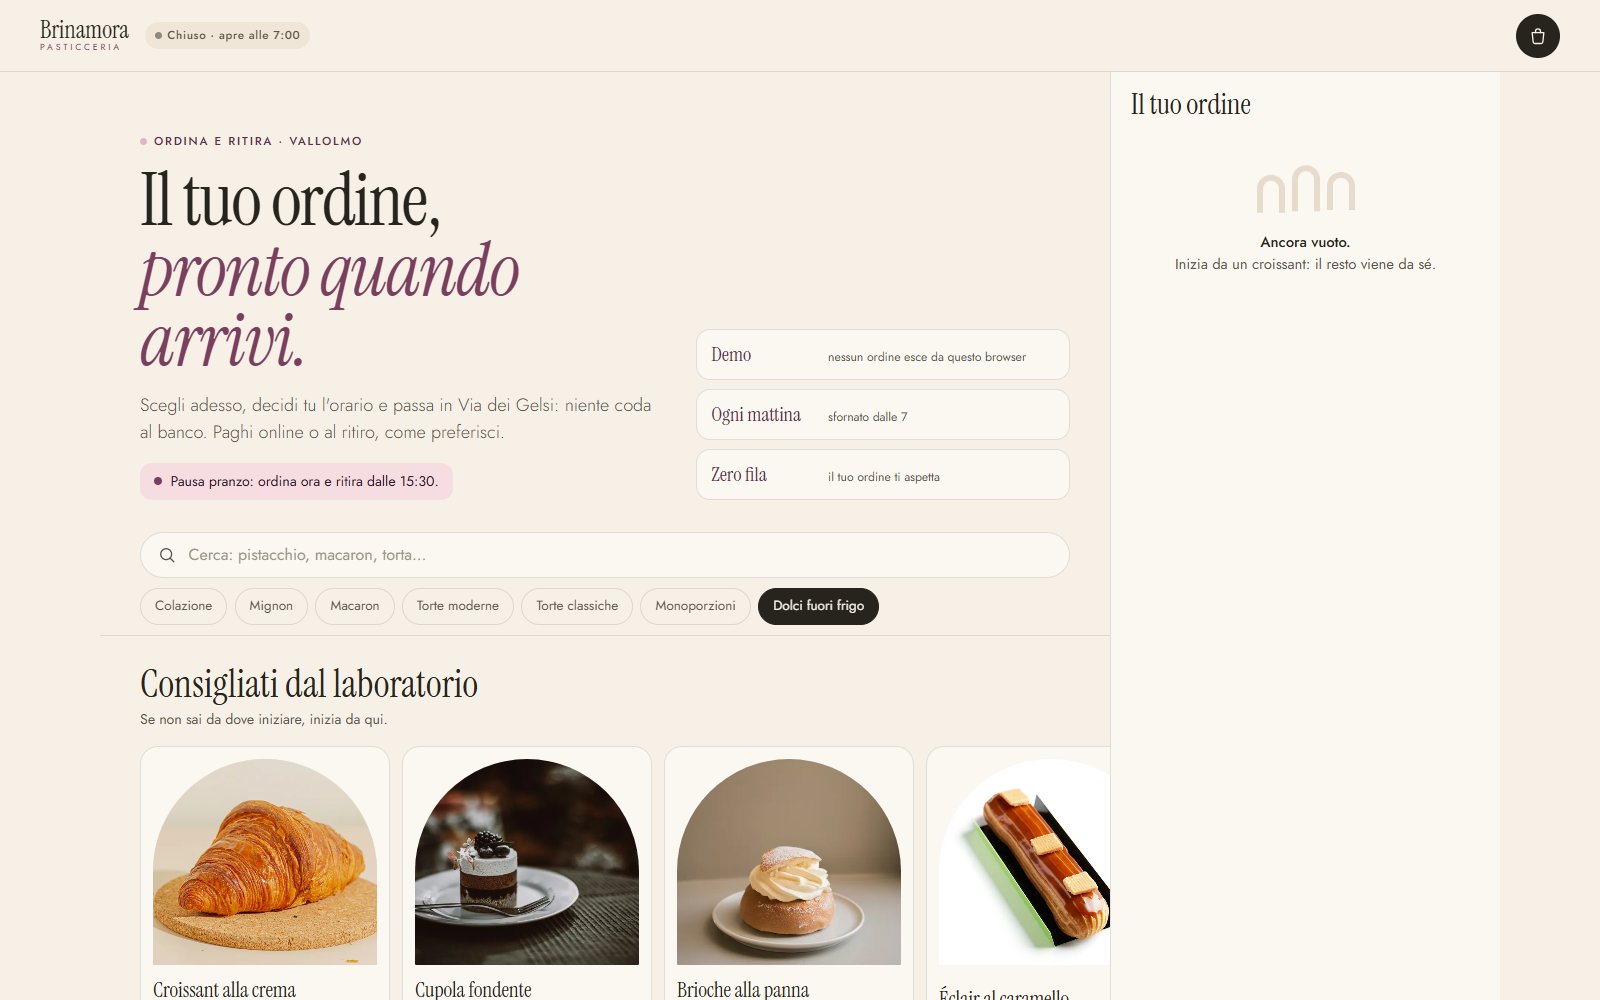 Brinamora
PASTICCERIA
Chiuso · apre alle 7:00
ORDINA E RITIRA · VALLOLMO
Il tuo ordine,
pronto quando
arrivi.
Scegli adesso, decidi tu l'orario e passa in Via dei Gelsi: niente coda
al banco. Paghi online o al ritiro, come preferisci.
Pausa pranzo: ordina ora e ritira dalle 15:30.
Demo nessun ordine esce da questo browser
Ogni mattina sfornato dalle 7
Zero fila il tuo ordine ti aspetta
Cerca: pistacchio, macaron, torta...
Colazione Mignon Macaron Torte moderne Torte classiche Monoporzioni Dolci fuori frigo
Consigliati dal laboratorio
Se non sai da dove iniziare, inizia da qui.
Croissant alla crema
Cupola fondente
Brioche alla panna
Éclair al caramello
Il tuo ordine
Ancora vuoto.
Inizia da un croissant: il resto viene da sé.